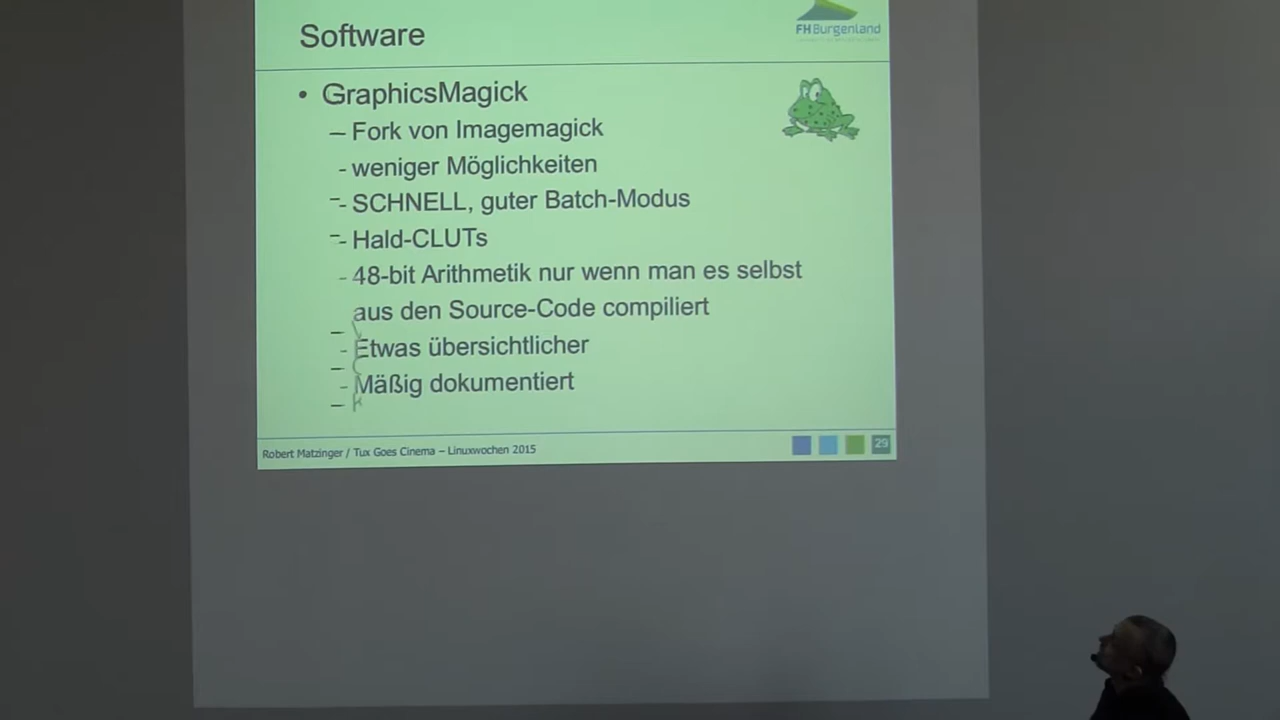 Software
FH Burgenland
• GraphicsMagick
– Fork von Imagemagick
- weniger Möglichkeiten
- SCHNELL, guter Batch-Modus
- Hald-CLUTs
- 48-bit Arithmetik nur wenn man es selbst
aus den Source-Code compiliert
- Etwas übersichtlicher
- Mäßig dokumentiert
Robert Matzinger / Tux Goes Cinema – Linuxwochen 2015
29